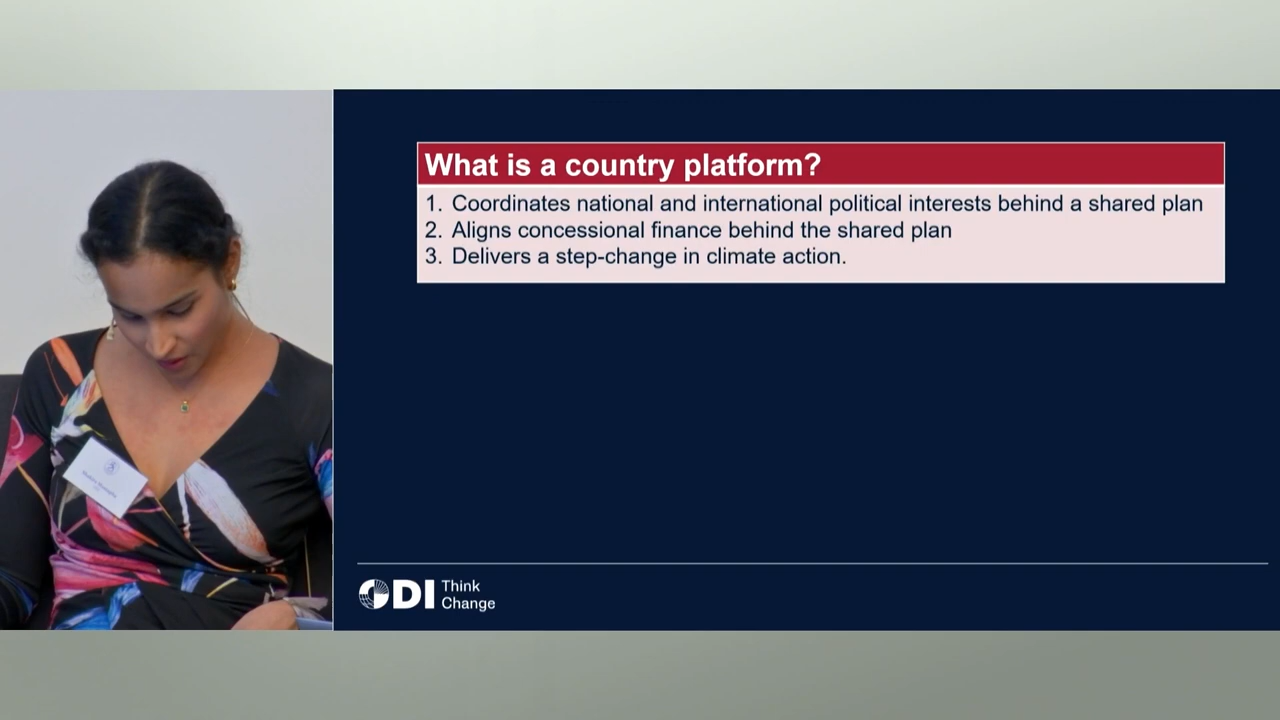 What is a country platform?
1. Coordinates national and international political interests behind a shared plan
2. Aligns concessional finance behind the shared plan
3. Delivers a step-change in climate action.
ODI Think
Change